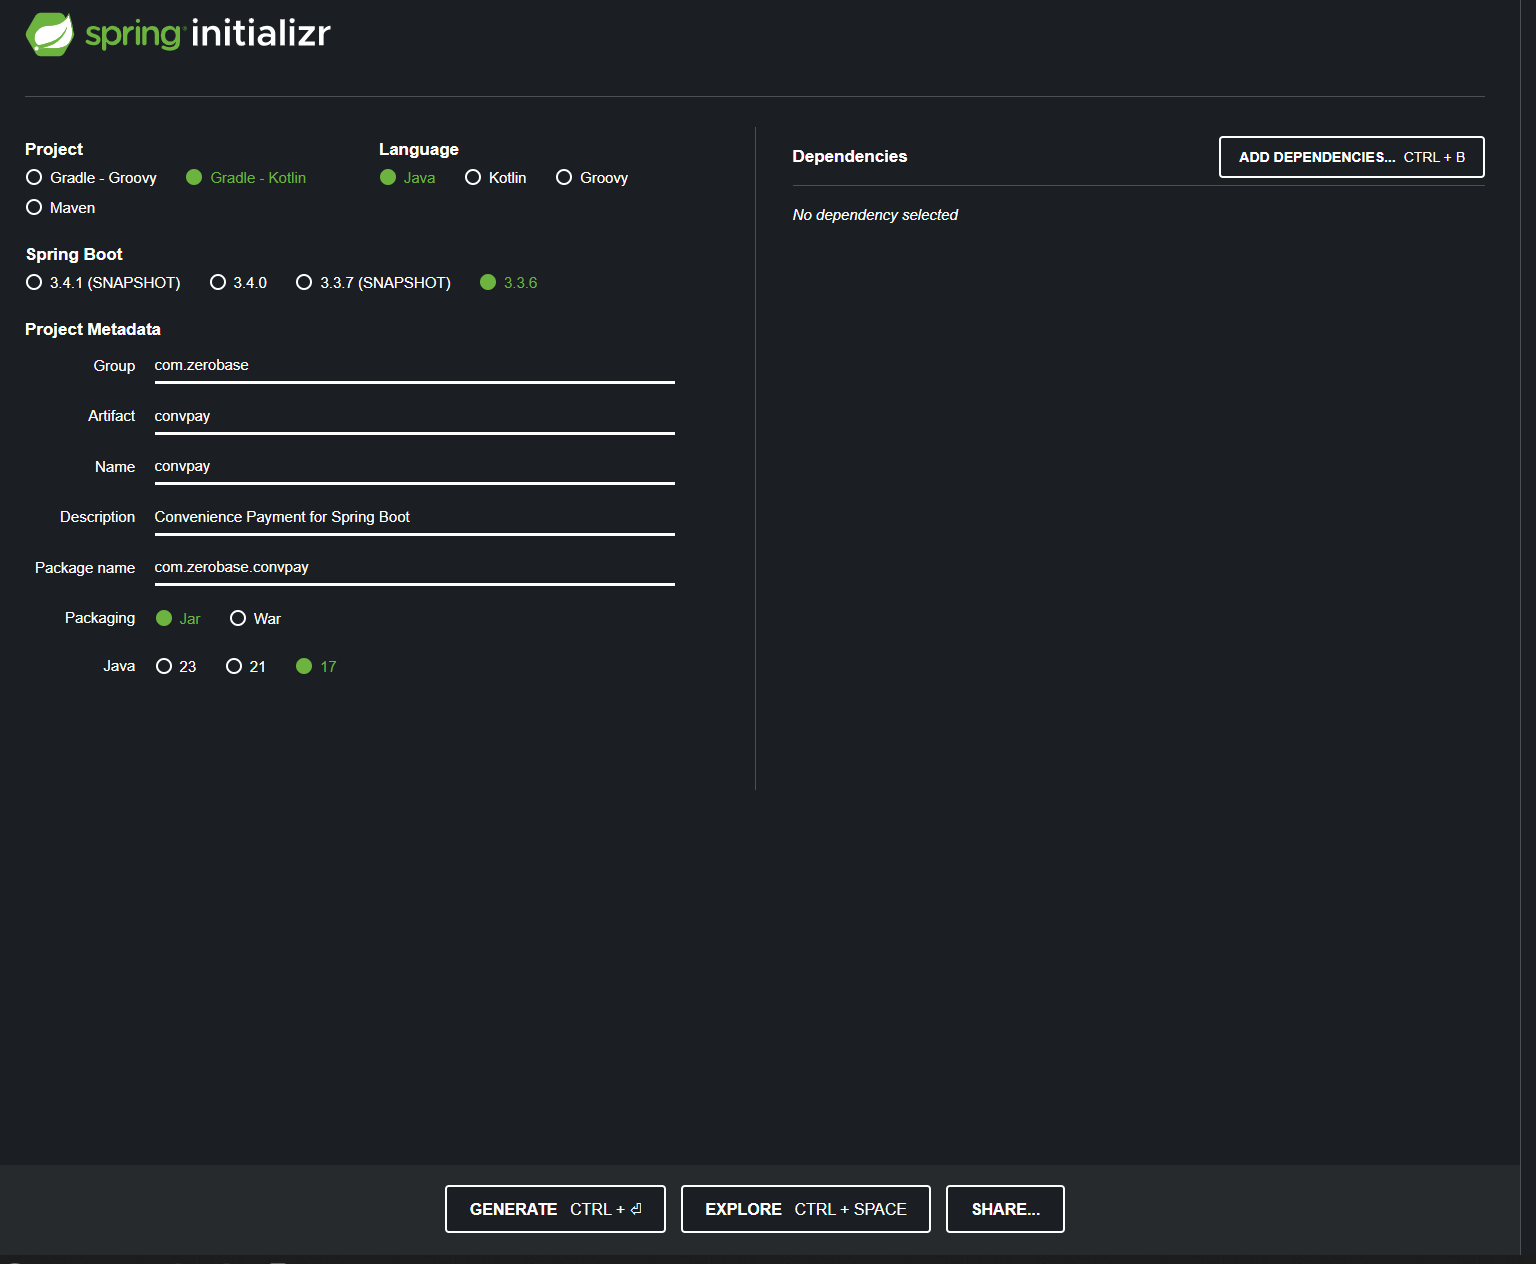 spring initializr
Project
Gradle - Groovy Gradle - Kotlin
Maven
Language
Java Kotlin Groovy
Spring Boot
3.4.1 (SNAPSHOT) 3.4.0 3.3.7 (SNAPSHOT) 3.3.6
Project Metadata
Group com.zerobase
Artifact convpay
Name convpay
Description Convenience Payment for Spring Boot
Package name com.zerobase.convpay
Packaging Jar War
Java 23 21 17
Dependencies
ADD DEPENDENCIES... CTRL + B
No dependency selected
GENERATE CTRL + ⏎
EXPLORE CTRL + SPACE
SHARE...